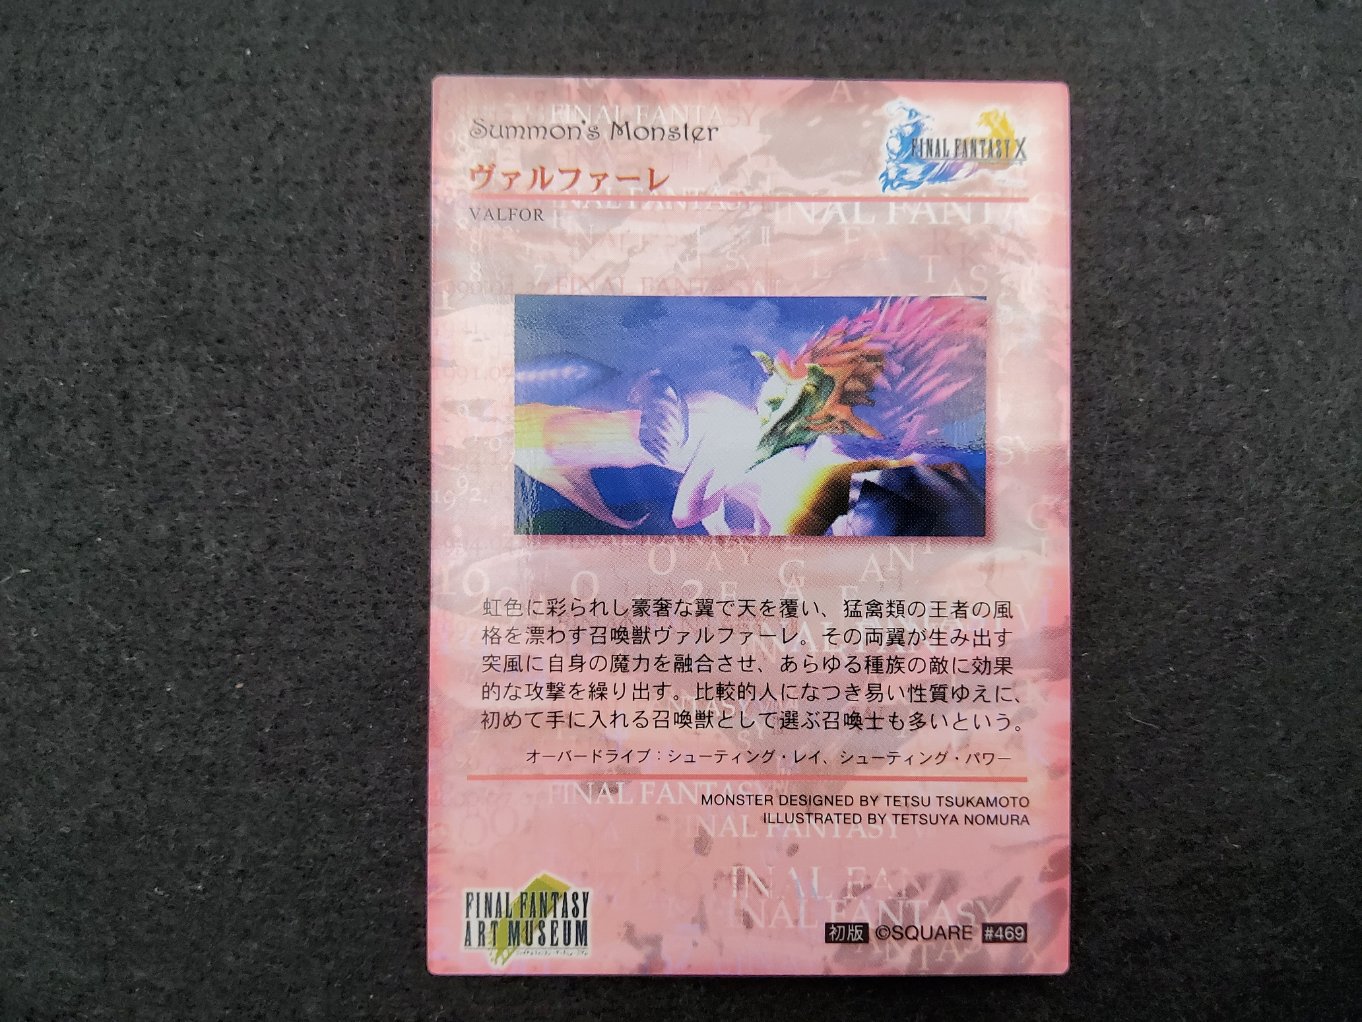 Summon's Monster
FINAL FANTASY X
ヴァルファーレ
VALFOR
虹色に彩られし豪奢な翼で天を覆い、猛禽類の王者の風
格を漂わす召喚獣ヴァルファーレ。その両翼が生み出す
突風に自身の魔力を融合させ、あらゆる種族の敵に効果
的な攻撃を繰り出す。比較的人になつき易い性質ゆえに、
初めて手に入れる召喚獣として選ぶ召喚士も多いという。
オーバードライブ：シューティング・レイ、シューティング・パワー
MONSTER DESIGNED BY TETSU TSUKAMOTO
ILLUSTRATED BY TETSUYA NOMURA
FINAL FANTASY
ART MUSEUM
初版 ©SQUARE #469